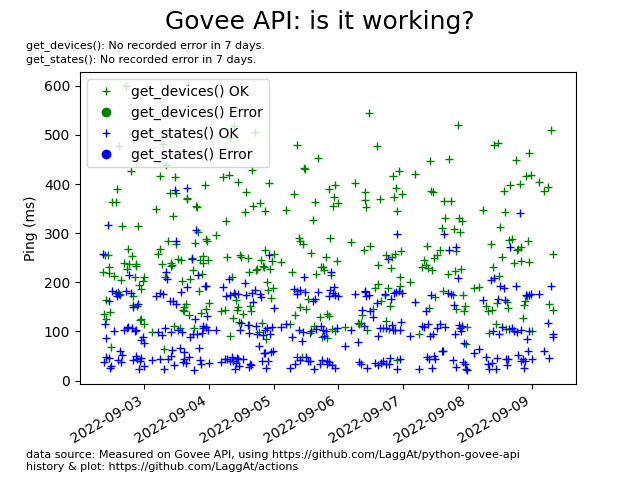 Govee API: is it working?
get_devices(): No recorded error in 7 days.
get_states(): No recorded error in 7 days.
get_devices() OK
get_devices() Error
get_states() OK
get_states() Error
Ping (ms)
600
500
400
300
200
100
0
2022-09-03
2022-09-04
2022-09-05
2022-09-06
2022-09-07
2022-09-08
2022-09-09
data source: Measured on Govee API, using https://github.com/LaggAt/python-govee-api
history & plot: https://github.com/LaggAt/actions